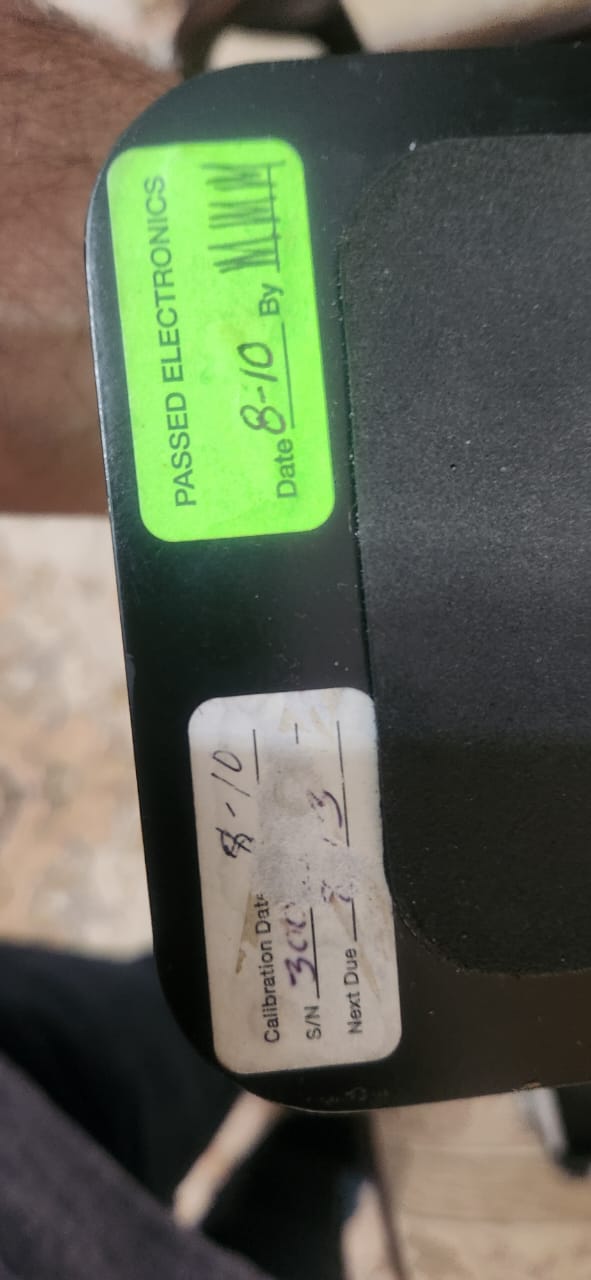 PASSED ELECTRONICS
Date 8-10 By
Calibration Date 8-10
S/N
Next Due